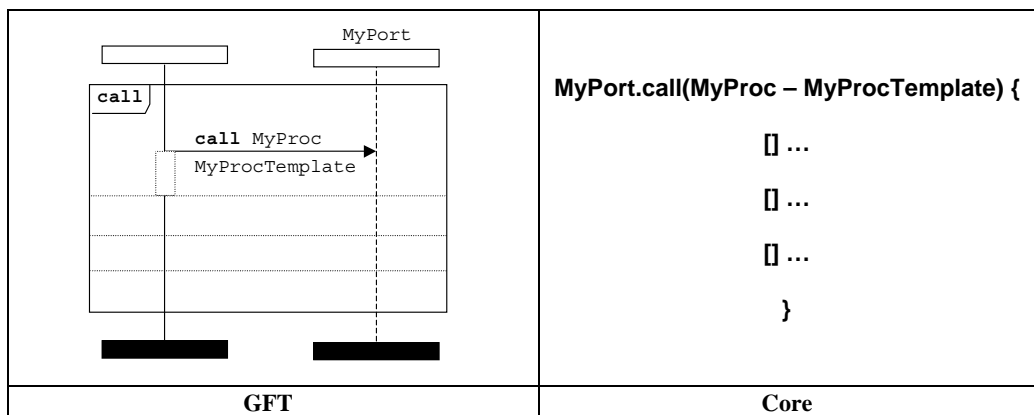 MyPort
call
call MyProc
MyProcTemplate
GFT
MyPort.call(MyProc – MyProcTemplate) {
[] …
[] …
[] …
}
Core